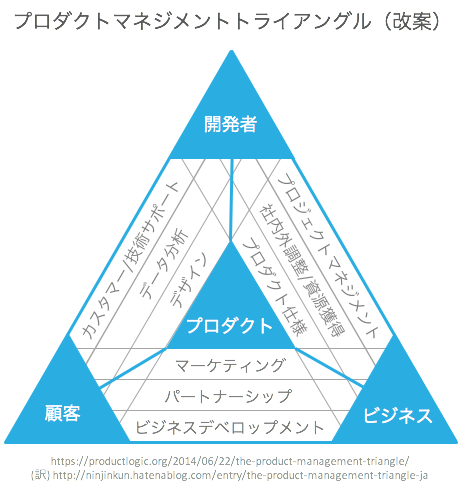 プロダクトマネジメントトライアングル（改案）
開発者
カスタマー/技術サポート
データ分析
デザイン
プロジェクトマネジメント
社内外調整/資源獲得
プロダクト仕様
プロダクト
マーケティング
パートナーシップ
ビジネスデベロップメント
顧客
ビジネス
https://productlogic.org/2014/06/22/the-product-management-triangle/
(訳) http://ninjinkun.hatenablog.com/entry/the-product-management-triangle-ja